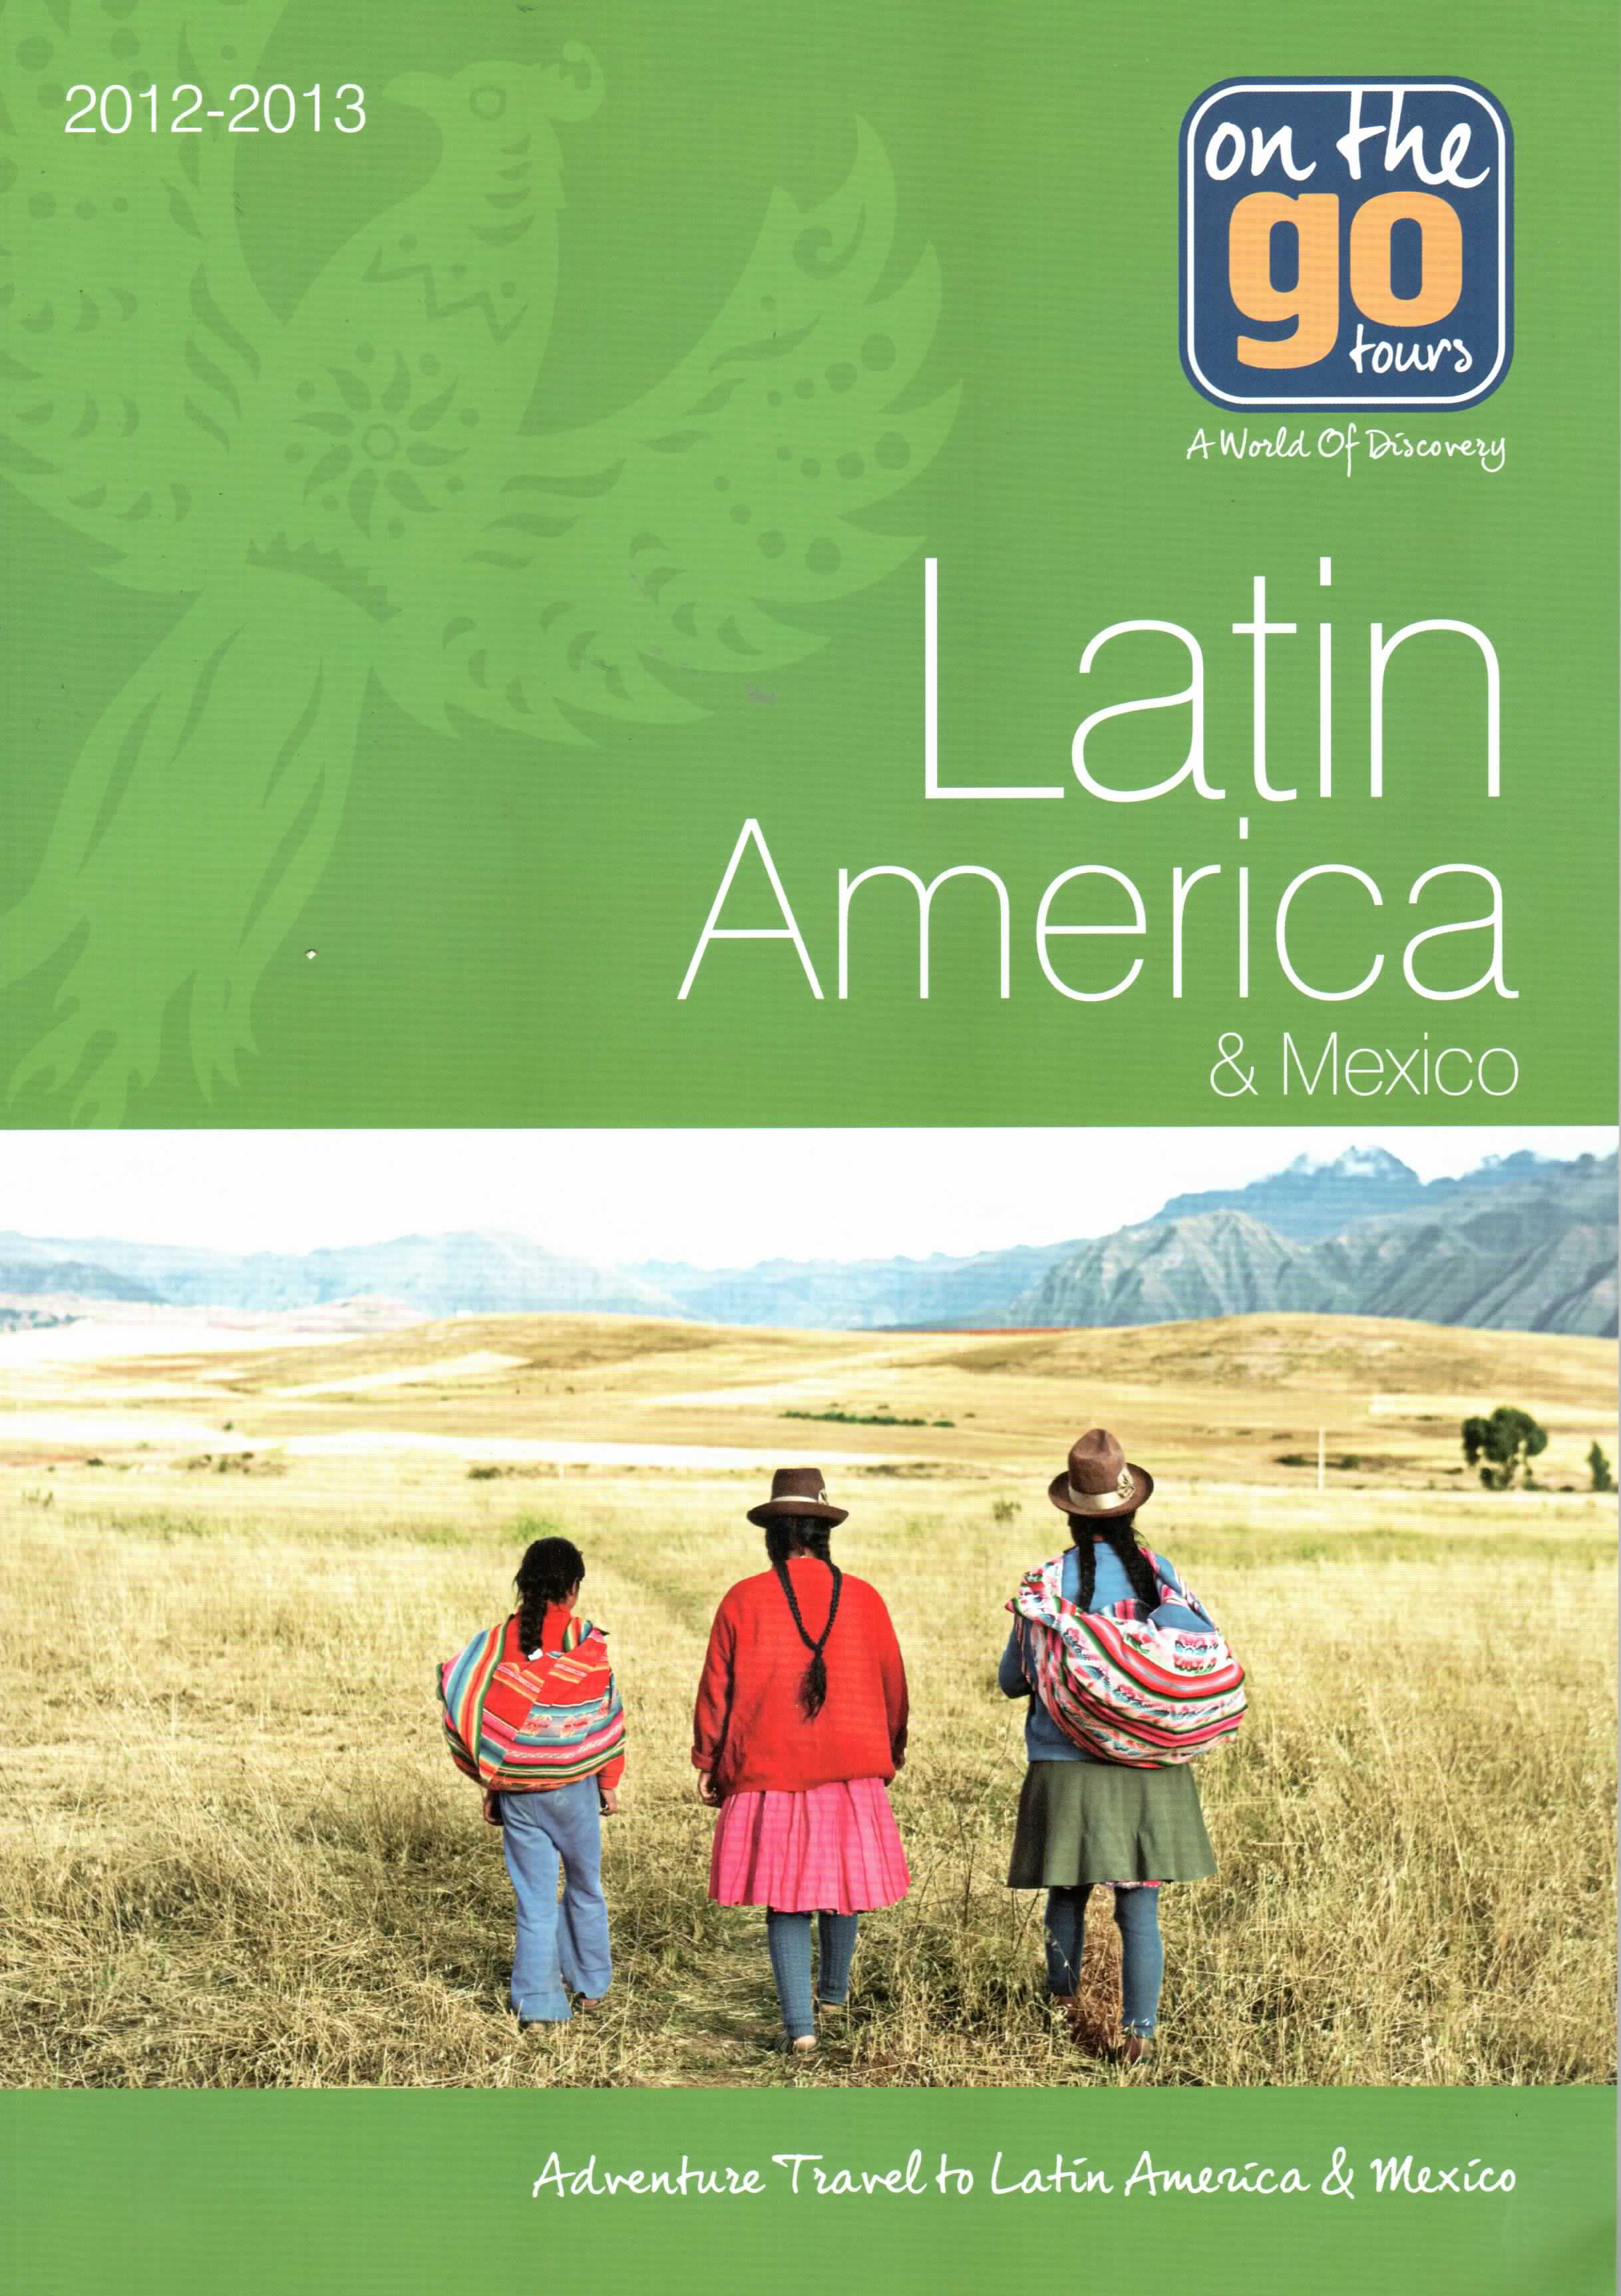 2012-2013
on the
go
tours
A World Of Discovery
Latin
America
& Mexico
Adventure Travel to Latin America & Mexico